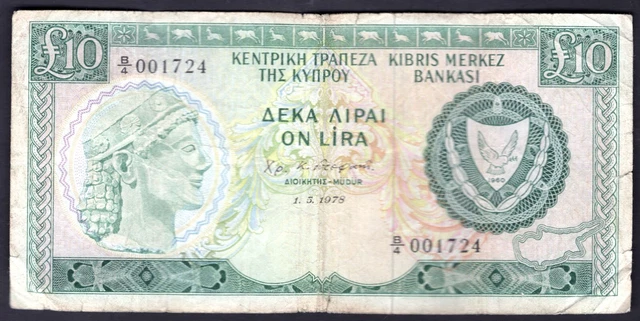 £10
£10
B/4 001724
ΚΕΝΤΡΙΚΗ ΤΡΑΠΕΖΑ ΤΗΣ ΚΥΠΡΟΥ
KIBRIS MERKEZ BANKASI
ΔΕΚΑ ΛΙΡΑΙ
ON LİRA
ΔΙΟΙΚΗΤΗΣ-MÜDÜR
1. 5. 1978
1960
B/4 001724